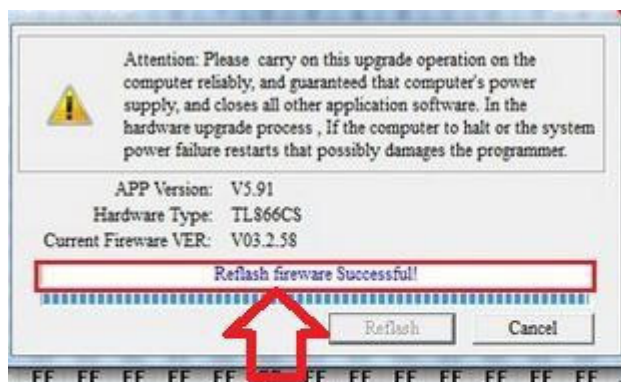 Attention: Please carry on this upgrade operation on the
computer reliably, and guaranteed that computer's power
supply, and closes all other application software. In the
hardware upgrade process , If the computer to halt or the system
power failure restarts that possibly damages the programmer.
APP Version: V5.91
Hardware Type: TL866CS
Current Fireware VER: V03.2.58
Reflash fireware Successful!
Reflash Cancel
FF FF FF FF FF FF FF FF FF FF FF FF